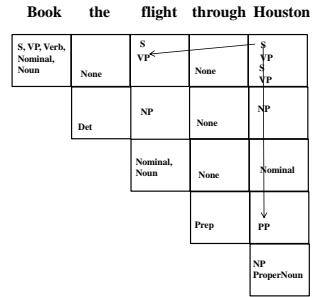 Book the flight through Houston
S, VP, Verb,
Nominal,
Noun
None
S
VP
None
S
VP
S
VP
Det
NP
None
NP
Nominal,
Noun
None
Nominal
Prep
PP
NP
ProperNoun